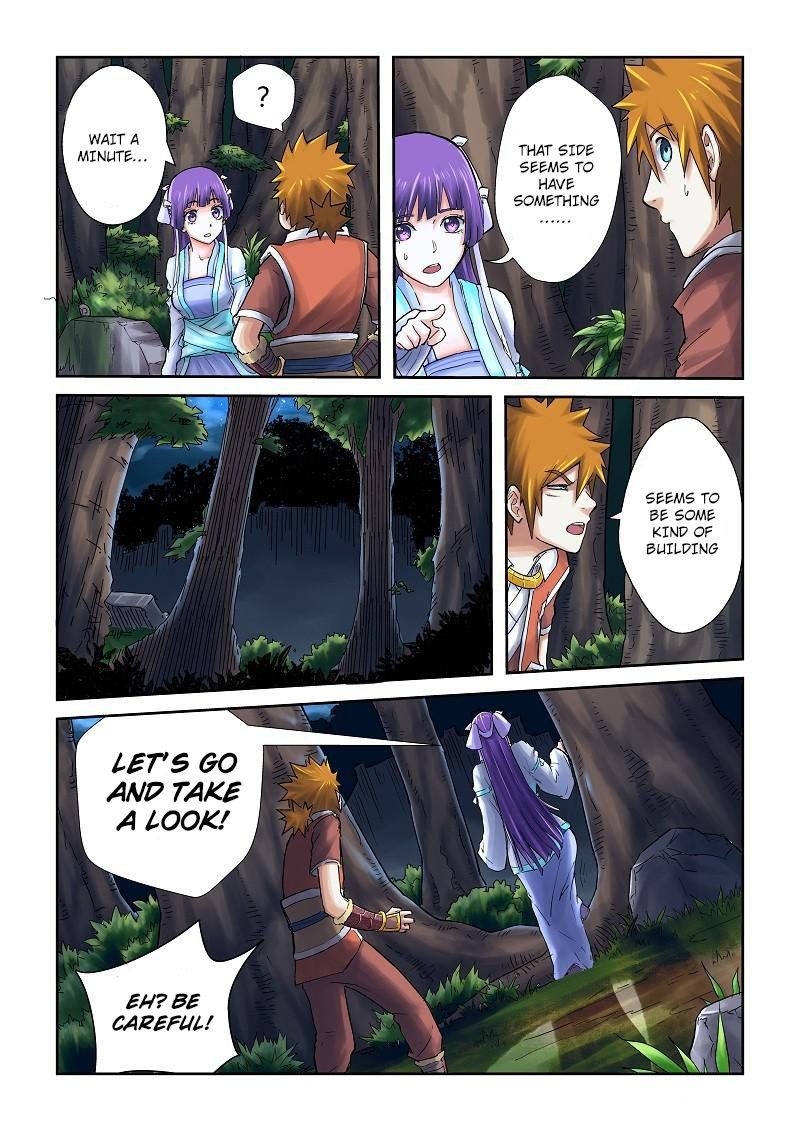 WAIT A
MINUTE...
?
THAT SIDE
SEEMS TO
HAVE
SOMETHING
......
SEEMS TO
BE SOME
KIND OF
BUILDING
LET'S GO
AND TAKE
A LOOK!
EH? BE
CAREFUL!